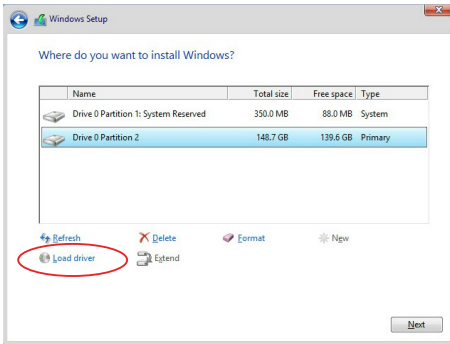 Windows Setup
Where do you want to install Windows?
Name Total size Free space Type
Drive 0 Partition 1: System Reserved 350.0 MB 88.0 MB System
Drive 0 Partition 2 148.7 GB 139.6 GB Primary
Refresh Delete Format New
Load driver Extend
Next